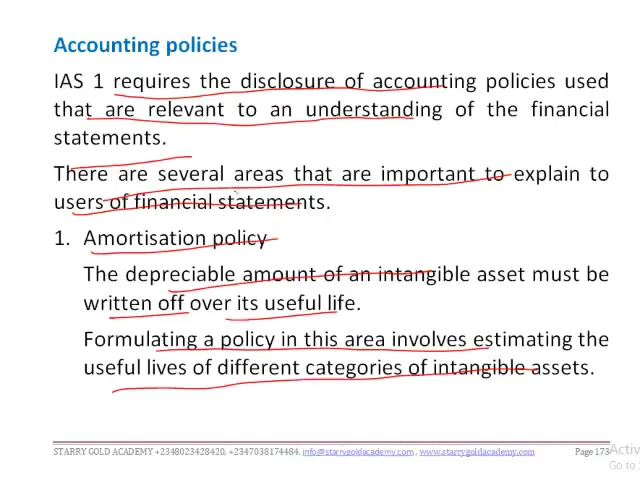 Accounting policies
IAS 1 requires the disclosure of accounting policies used
that are relevant to an understanding of the financial
statements.
There are several areas that are important to explain to
users of financial statements.
1. Amortisation policy
The depreciable amount of an intangible asset must be
written off over its useful life.
Formulating a policy in this area involves estimating the
useful lives of different categories of intangible assets.
STARRY GOLD ACADEMY +2348023428420, +2347038174484, info@starrygoldacademy.com , www.starrygoldacademy.com Page 173
Activ
Go to